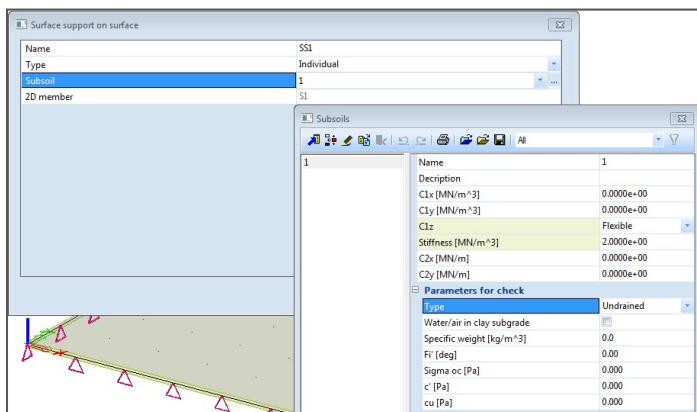 Surface support on surface
Name SS1
Type Individual
Subsoil 1 ...
2D member S1
Subsoils
All
1
Name 1
Decription
C1x [MN/m^3] 0.0000e+00
C1y [MN/m^3] 0.0000e+00
C1z Flexible
Stiffness [MN/m^3] 2.0000e+00
C2x [MN/m] 0.0000e+00
C2y [MN/m] 0.0000e+00
Parameters for check
Type Undrained
Water/air in clay subgrade
Specific weight [kg/m^3] 0.0
Fi' [deg] 0.00
Sigma oc [Pa] 0.000
c' [Pa] 0.000
cu [Pa] 0.000